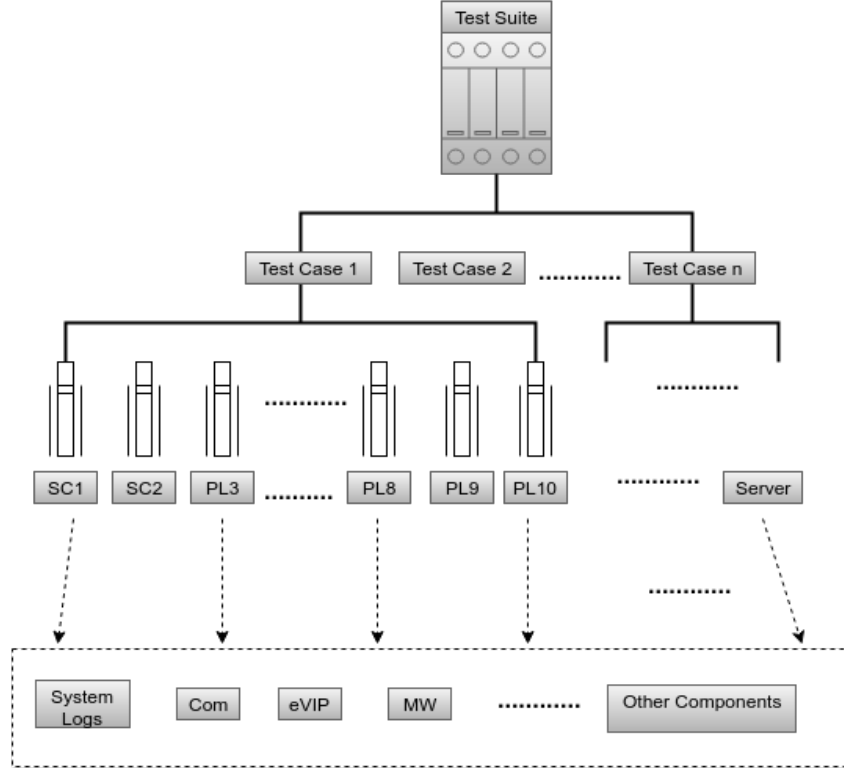 Test Suite
Test Case 1
Test Case 2
Test Case n
SC1
SC2
PL3
PL8
PL9
PL10
Server
System
Logs
Com
eVIP
MW
Other Components